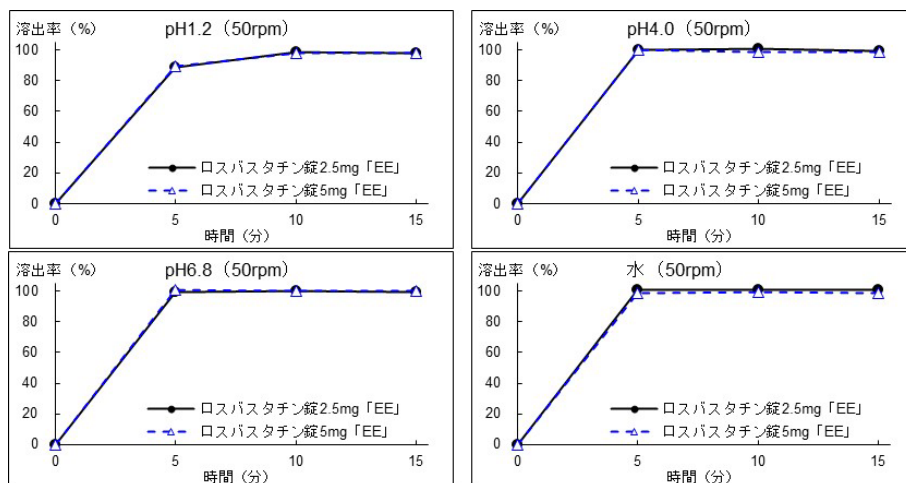 溶出率（%） pH1.2（50rpm）
100
80
60
40
20
0
ロスバスタチン錠2.5mg「EE」
ロスバスタチン錠5mg「EE」
0 5 10 15
時間（分）
溶出率（%） pH4.0（50rpm）
100
80
60
40
20
0
ロスバスタチン錠2.5mg「EE」
ロスバスタチン錠5mg「EE」
0 5 10 15
時間（分）
溶出率（%） pH6.8（50rpm）
100
80
60
40
20
0
ロスバスタチン錠2.5mg「EE」
ロスバスタチン錠5mg「EE」
0 5 10 15
時間（分）
溶出率（%） 水（50rpm）
100
80
60
40
20
0
ロスバスタチン錠2.5mg「EE」
ロスバスタチン錠5mg「EE」
0 5 10 15
時間（分）